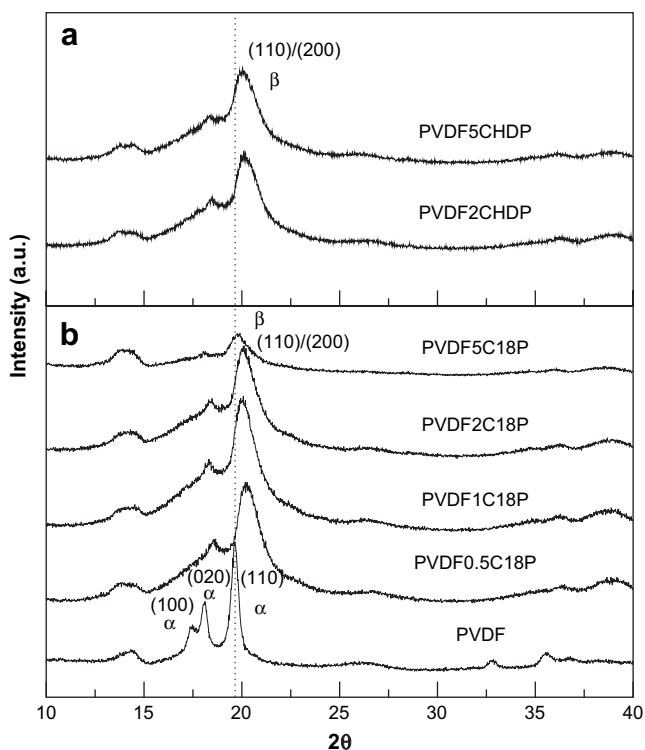 a
(110)/(200)
β
PVDF5CHDP
PVDF2CHDP
b
β
(110)/(200)
PVDF5C18P
PVDF2C18P
PVDF1C18P
PVDF0.5C18P
(020)
(110)
(100)
α
α
α
PVDF
Intensity (a.u.)
10 15 20 25 30 35 40
2θ